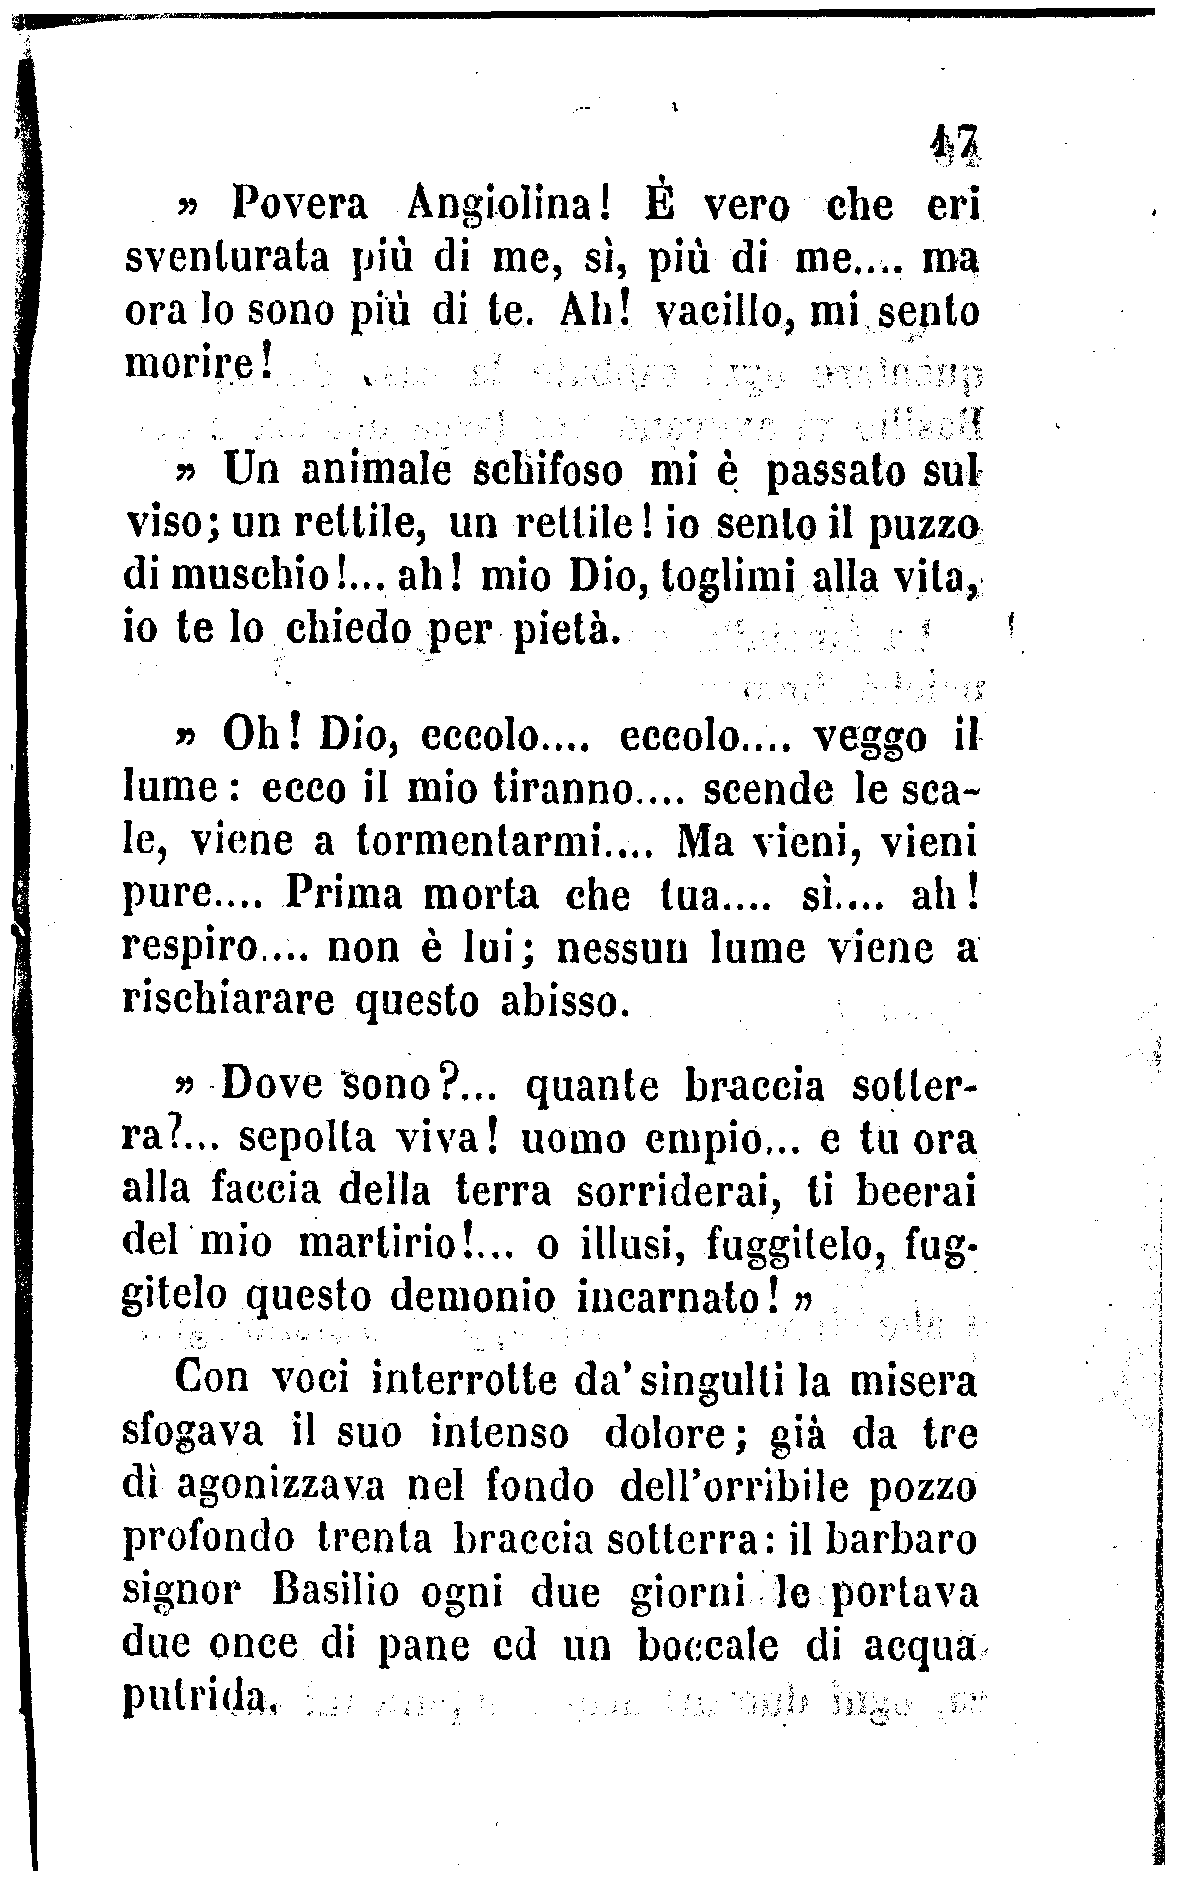 47
» Povera Angiolina! È vero che eri
sventurata più di me, sì, più di me.... ma
ora lo sono più di te. Ah! vacillo, mi sento
morire!
» Un animale schifoso mi è passato sul
viso; un rettile, un rettile! io sento il puzzo
di muschio!... ah! mio Dio, toglimi alla vita,
io te lo chiedo per pietà.
» Oh! Dio, eccolo.... eccolo.... veggo il
lume: ecco il mio tiranno.... scende le sca-
le, viene a tormentarmi.... Ma vieni, vieni
pure.... Prima morta che tua.... sì.... ah!
respiro.... non è lui; nessun lume viene a
rischiarare questo abisso.
» Dove sono?... quante braccia sotter-
ra?... sepolta viva! uomo empio... e tu ora
alla faccia della terra sorriderai, ti beerai
del mio martirio!... o illusi, fuggitelo, fug-
gitelo questo demonio incarnato! »
Con voci interrotte da' singulti la misera
sfogava il suo intenso dolore; già da tre
dì agonizzava nel fondo dell'orribile pozzo
profondo trenta braccia sotterra: il barbaro
signor Basilio ogni due giorni le portava
due once di pane ed un boccale di acqua
putrida.